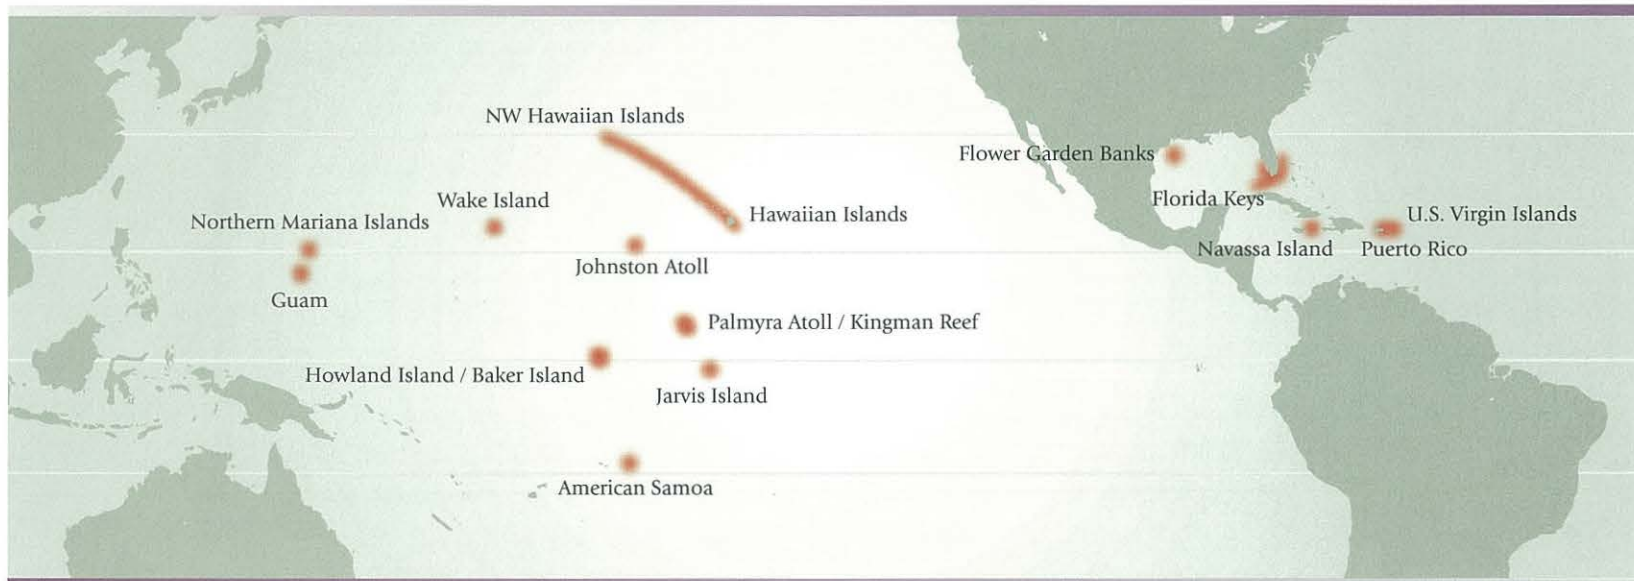 NW Hawaiian Islands
Flower Garden Banks
Wake Island
Florida Keys
Northern Mariana Islands
Hawaiian Islands
U.S. Virgin Islands
Navassa Island
Puerto Rico
Johnston Atoll
Guam
Palmyra Atoll / Kingman Reef
Howland Island / Baker Island
Jarvis Island
American Samoa